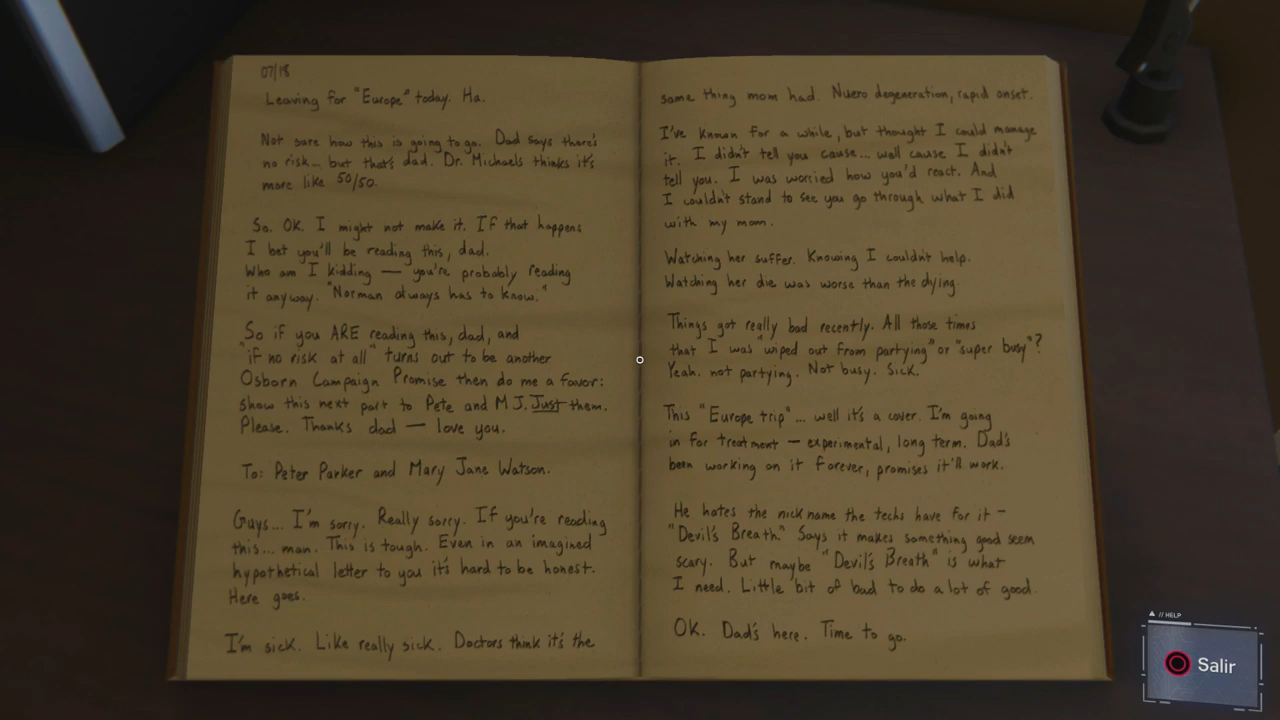 07/18
Leaving for "Europe" today. Ha.
Not sure how this is going to go. Dad says there's
no risk... but that's dad. Dr. Michaels thinks it's
more like 50/50.
So. OK. I might not make it. If that happens
I bet you'll be reading this, dad.
Who am I kidding — you're probably reading
it anyway. "Norman always has to know."
So if you ARE reading this, dad, and
"if no risk at all" turns out to be another
Osborn Campaign Promise then do me a favor:
show this next part to Pete and MJ. Just them.
Please. Thanks dad — love you.
To: Peter Parker and Mary Jane Watson.
Guys... I'm sorry. Really sorry. If you're reading
this... man. This is tough. Even in an imagined
hypothetical letter to you it's hard to be honest.
Here goes.
I'm sick. Like really sick. Doctors think it's the
same thing mom had. Nuero degeneration, rapid onset.
I've known for a while, but thought I could manage
it. I didn't tell you cause... well cause I didn't
tell you. I was worried how you'd react. And
I couldn't stand to see you go through what I did
with my mom.
Watching her suffer. Knowing I couldn't help.
Watching her die was worse than the dying.
Things got really bad recently. All those times
that I was "wiped out from partying" or "super busy"?
Yeah. not partying. Not busy. Sick.
This "Europe trip"... well it's a cover. I'm going
in for treatment — experimental, long term. Dad's
been working on it forever, promises it'll work.
He hates the nickname the techs have for it -
"Devil's Breath." Says it makes something good seem
scary. But maybe "Devil's Breath" is what
I need. Little bit of bad to do a lot of good.
OK. Dad's here. Time to go.
// HELP
Salir